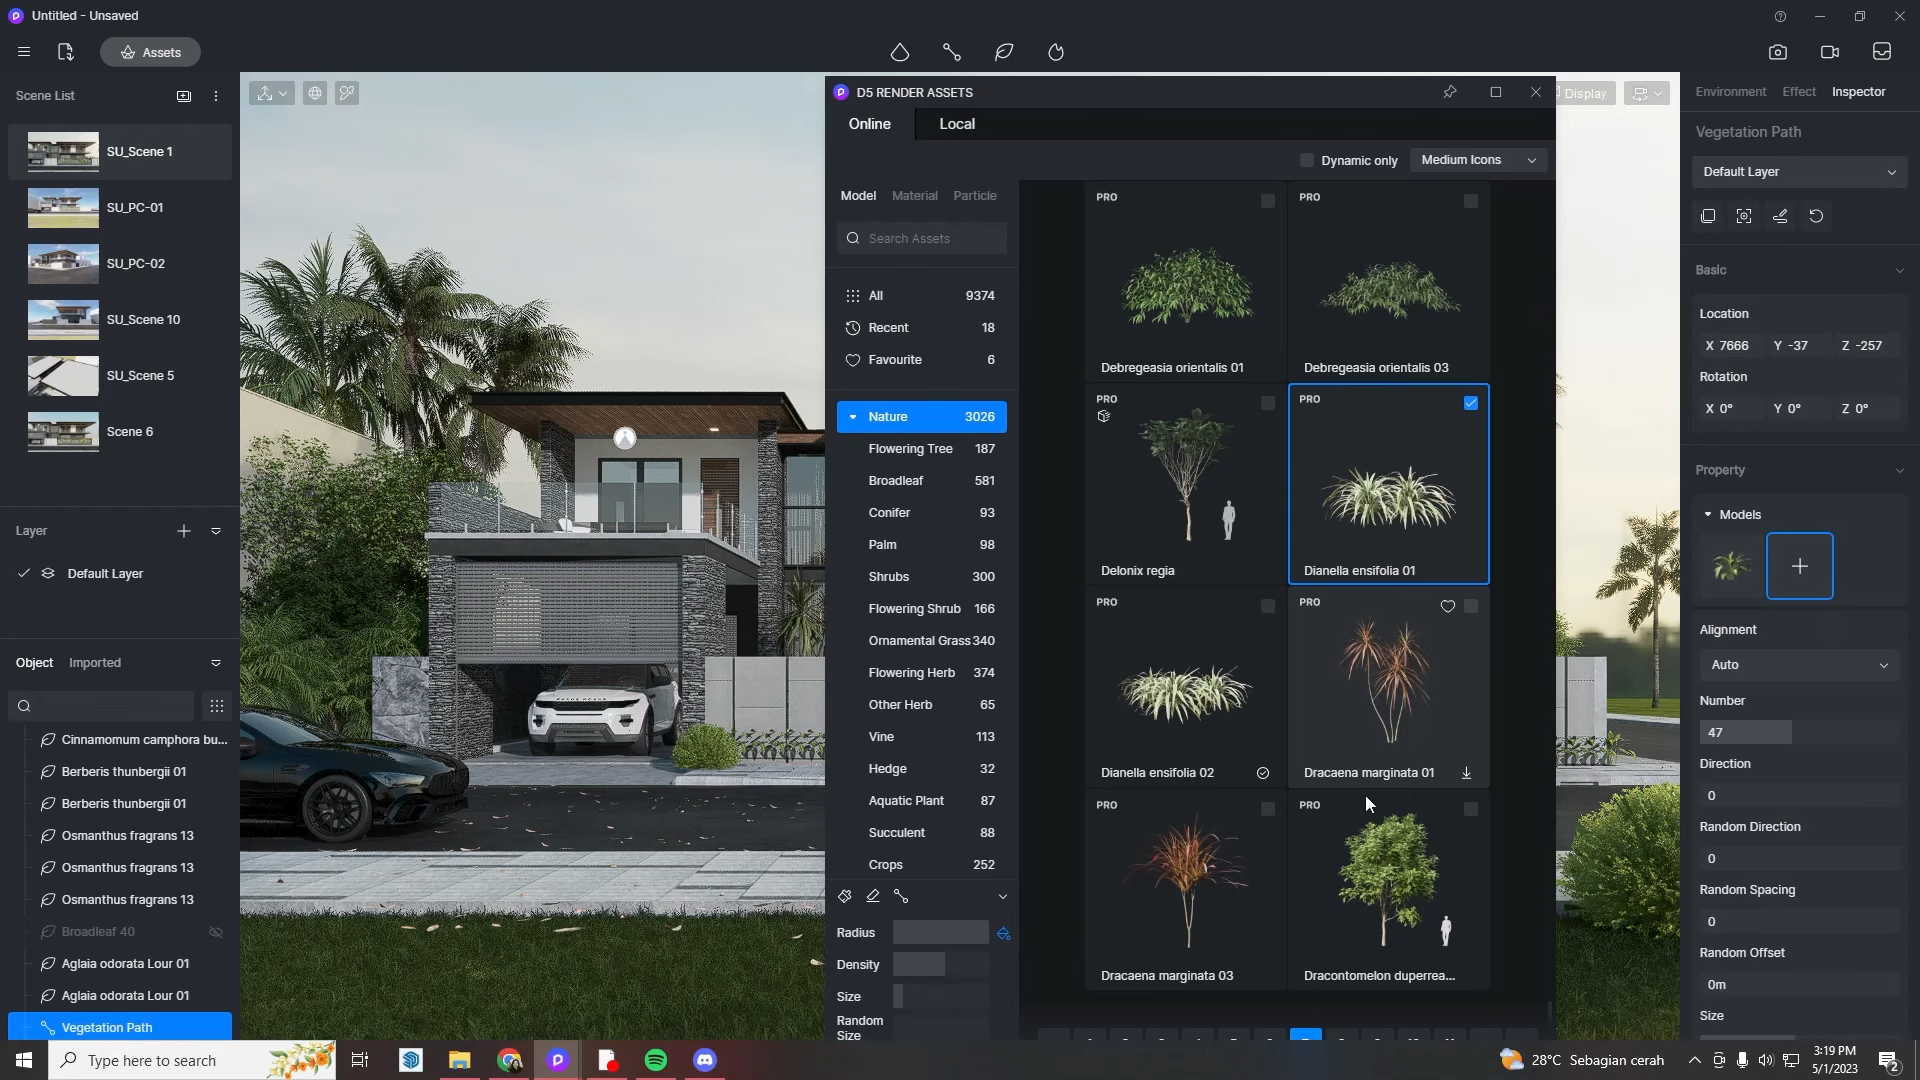 Untitled - Unsaved
Assets
Scene List
SU_Scene 1
SU_PC-01
SU_PC-02
SU_Scene 10
SU_Scene 5
Scene 6
Layer
Default Layer
Object Imported
Cinnamomum camphora bu...
Berberis thunbergii 01
Berberis thunbergii 01
Osmanthus fragrans 13
Osmanthus fragrans 13
Osmanthus fragrans 13
Broadleaf 40
Aglaia odorata Lour 01
Aglaia odorata Lour 01
Vegetation Path
D5 RENDER ASSETS
Online Local
Dynamic only Medium Icons
Model Material Particle
Search Assets
All 9374
Recent 18
Favourite 6
Nature 3026
Flowering Tree 187
Broadleaf 581
Conifer 93
Palm 98
Shrubs 300
Flowering Shrub 166
Ornamental Grass 340
Flowering Herb 374
Other Herb 65
Vine 113
Hedge 32
Aquatic Plant 87
Succulent 88
Crops 252
Radius
Density
Size
Random
Size
PRO PRO
Debregeasia orientalis 01 Debregeasia orientalis 03
PRO PRO
Delonix regia Dianella ensifolia 01
PRO PRO
Dianella ensifolia 02 Dracaena marginata 01
PRO PRO
Dracaena marginata 03 Dracontomelon duperrea...
Display
Environment Effect Inspector
Vegetation Path
Default Layer
Basic
Location
X 7666 Y -37 Z -257
Rotation
X 0° Y 0° Z 0°
Property
Models
Alignment
Auto
Number
47
Direction
0
Random Direction
0
Random Spacing
0
Random Offset
0m
Size
Type here to search
28°C Sebagian cerah
3:19 PM
5/1/2023
2